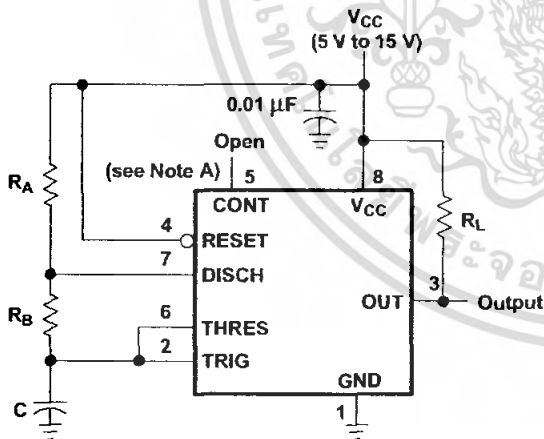 VCC
(5 V to 15 V)
0.01 µF
Open
(see Note A)
5
8
RA
CONT
VCC
RL
4
RESET
7
DISCH
3
OUT
Output
RB
6
THRES
2
TRIG
GND
C
1